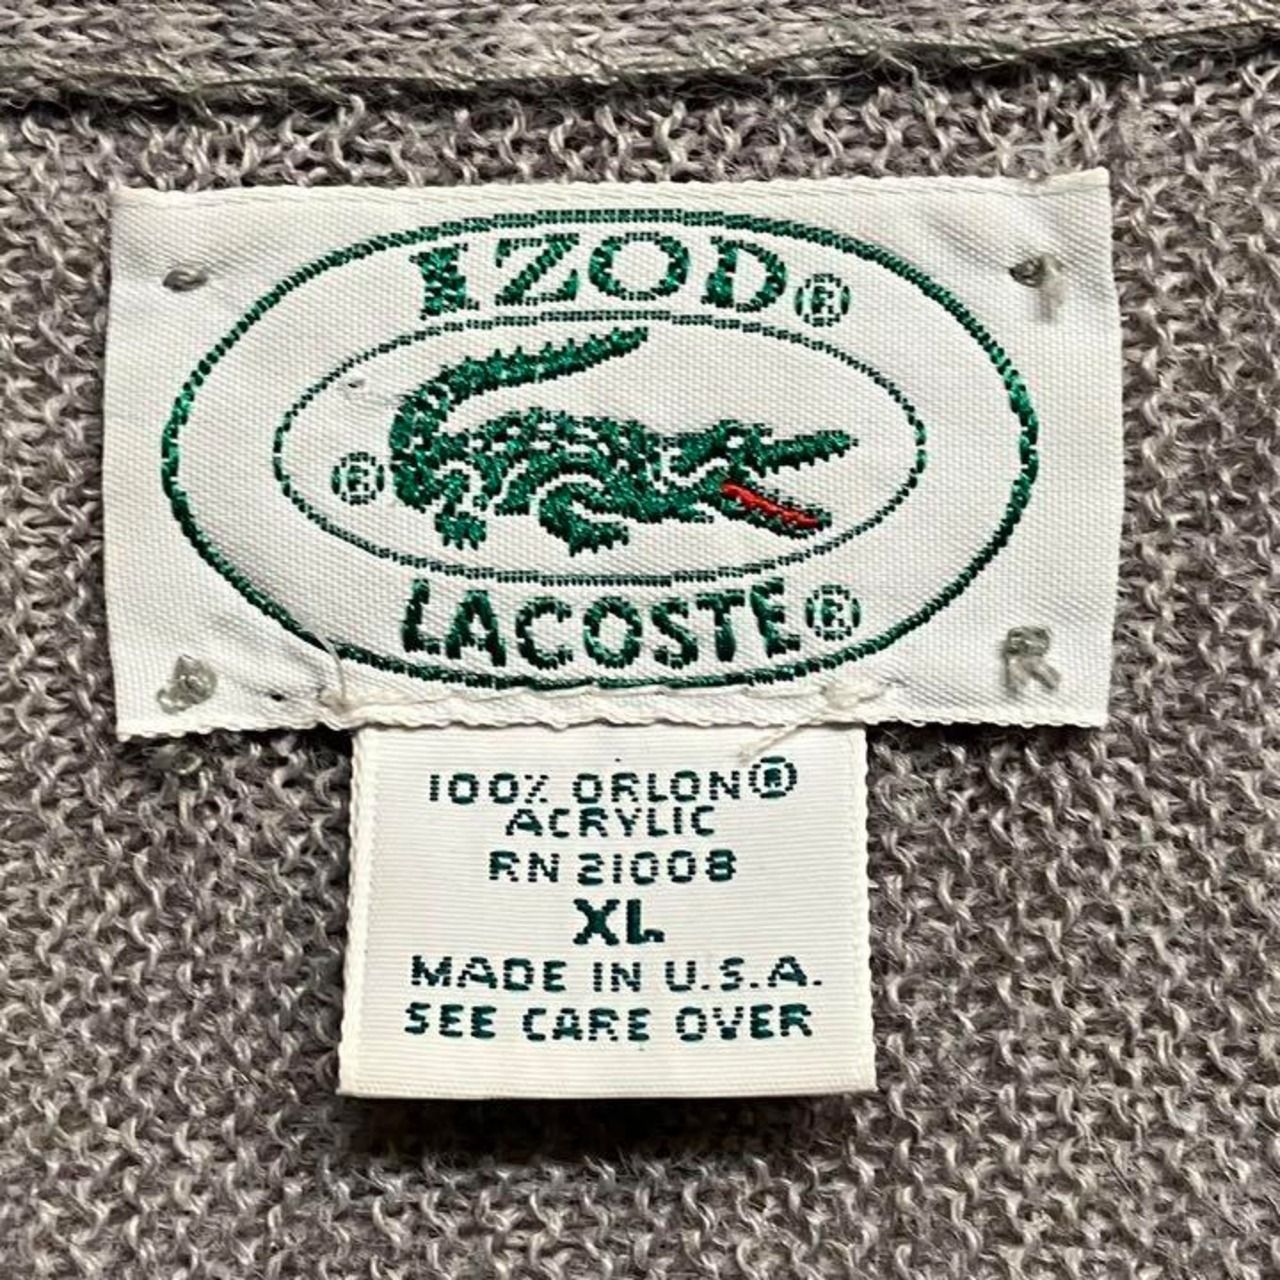 IZOD®
®
LACOSTE®
100% ORLON®
ACRYLIC
RN 21008
XL
MADE IN U.S.A.
SEE CARE OVER